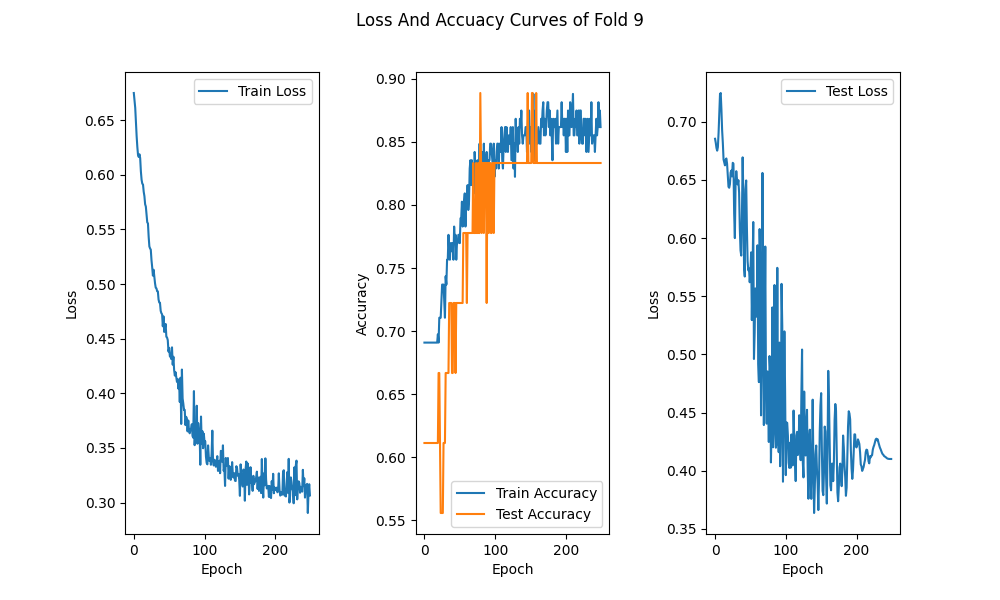 Loss And Accuacy Curves of Fold 9
Train Loss
0.65
0.60
0.55
0.50
0.45
0.40
0.35
0.30
Loss
0 100 200
Epoch
0.90
0.85
0.80
0.75
0.70
0.65
0.60
0.55
Accuracy
Train Accuracy
Test Accuracy
0 100 200
Epoch
Test Loss
0.70
0.65
0.60
0.55
0.50
0.45
0.40
0.35
Loss
0 100 200
Epoch